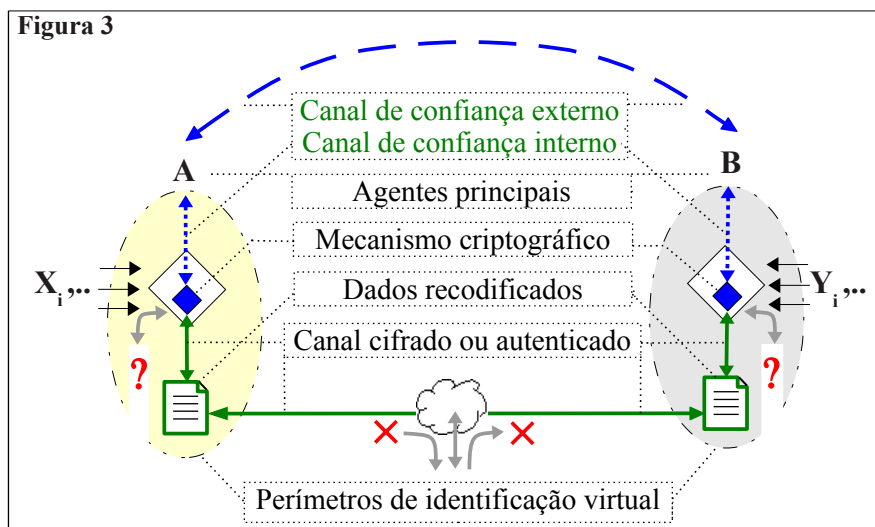 Figura 3
Canal de confiança externo
Canal de confiança interno
A
B
Agentes principais
Mecanismo criptográfico
X i ,..
Y i ,..
Dados recodificados
Canal cifrado ou autenticado
?
?
Perímetros de identificação virtual